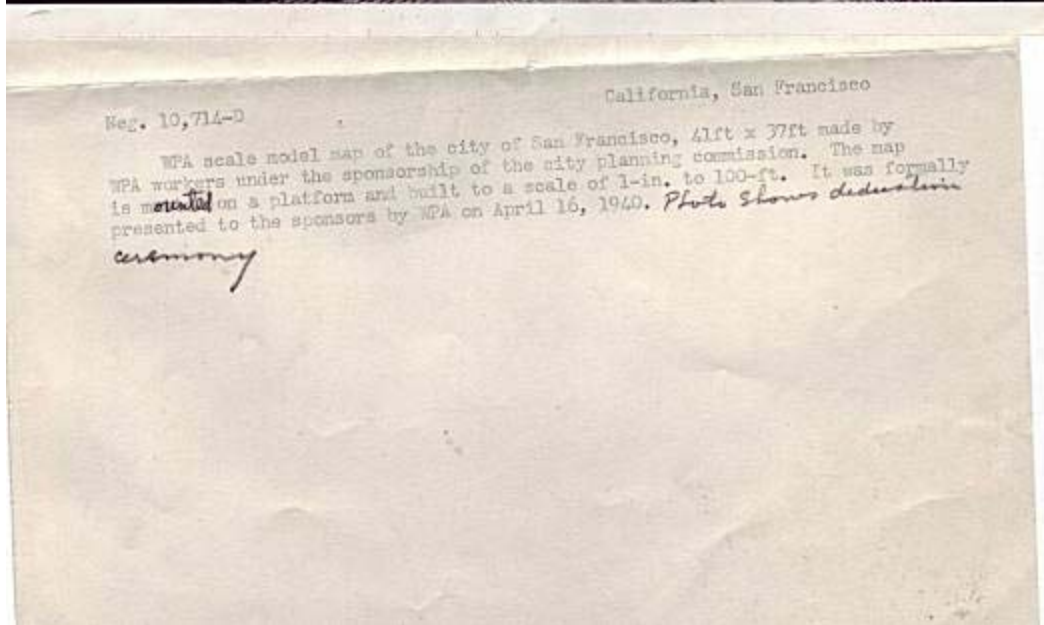 California, San Francisco
Neg. 10,714-D
WPA scale model map of the city of San Francisco, 41ft x 37ft made by
WPA workers under the sponsorship of the city planning commission. The map
is mounted on a platform and built to a scale of 1-in. to 100-ft. It was formally
presented to the sponsors by WPA on April 16, 1940. Photo shows dedication
ceremony